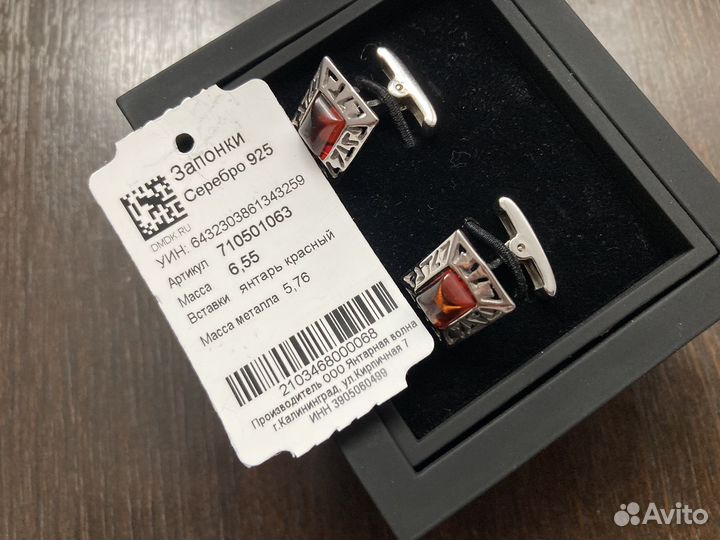 Запонки
Серебро 925
DMDK.RU
УИН: 6432303861343259
Артикул 710501063
Масса 6,55
Вставки янтарь красный
Масса металла 5,76
2103468000068
Производитель ООО Янтарная волна
г.Калининград, ул.Кирпичная 7
ИНН 3905060499
Avito